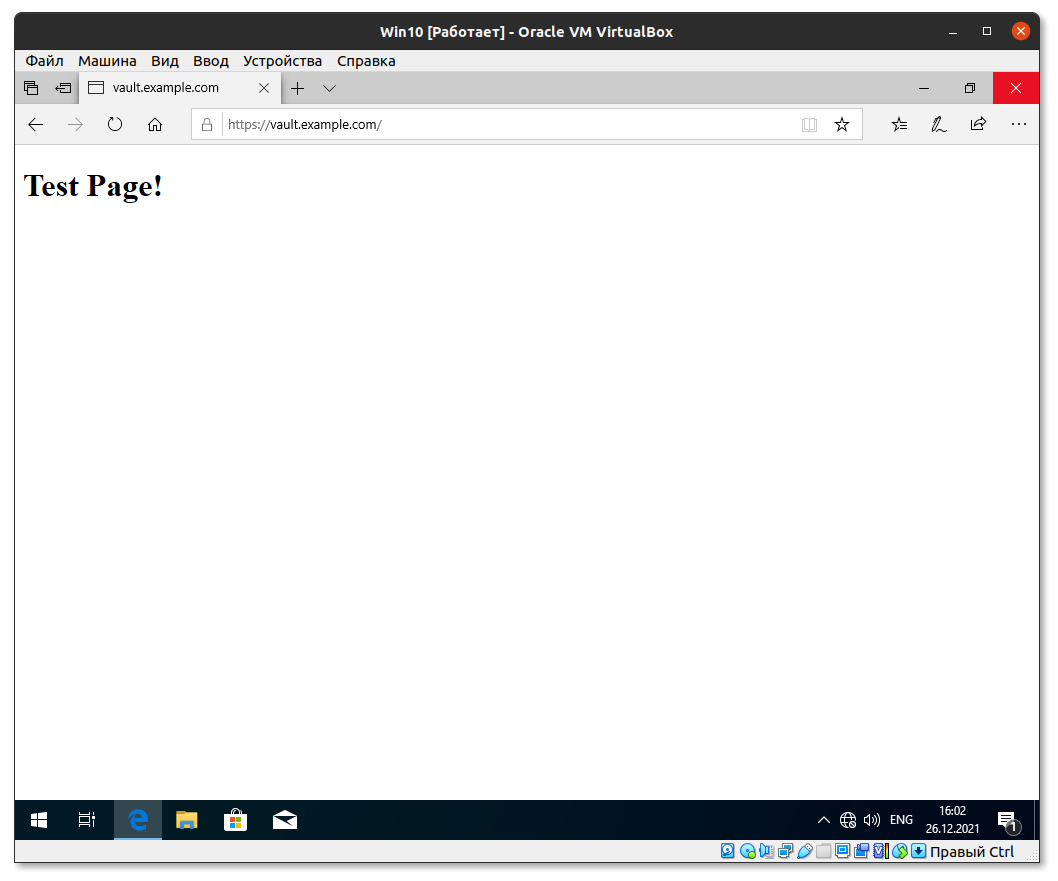 Win10 [Работает] - Oracle VM VirtualBox
Файл Машина Вид Ввод Устройства Справка
vault.example.com
https://vault.example.com/
Test Page!
ENG
16:02
26.12.2021
1
Правый Ctrl